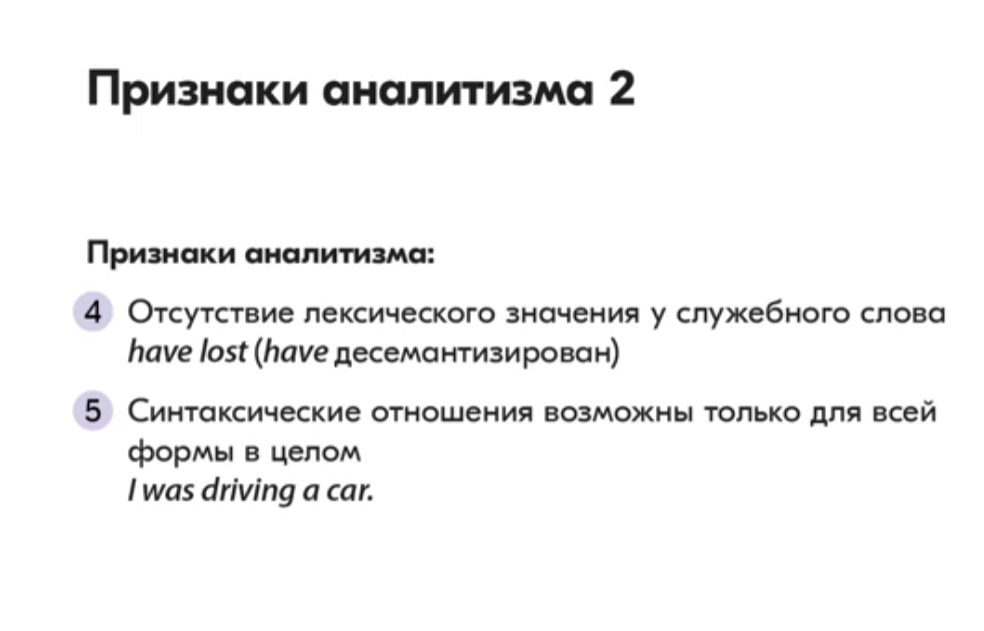 Признаки аналитизма 2
Признаки аналитизма:
4 Отсутствие лексического значения у служебного слова
have lost (have десемантизирован)
5 Синтаксические отношения возможны только для всей
формы в целом
I was driving a car.